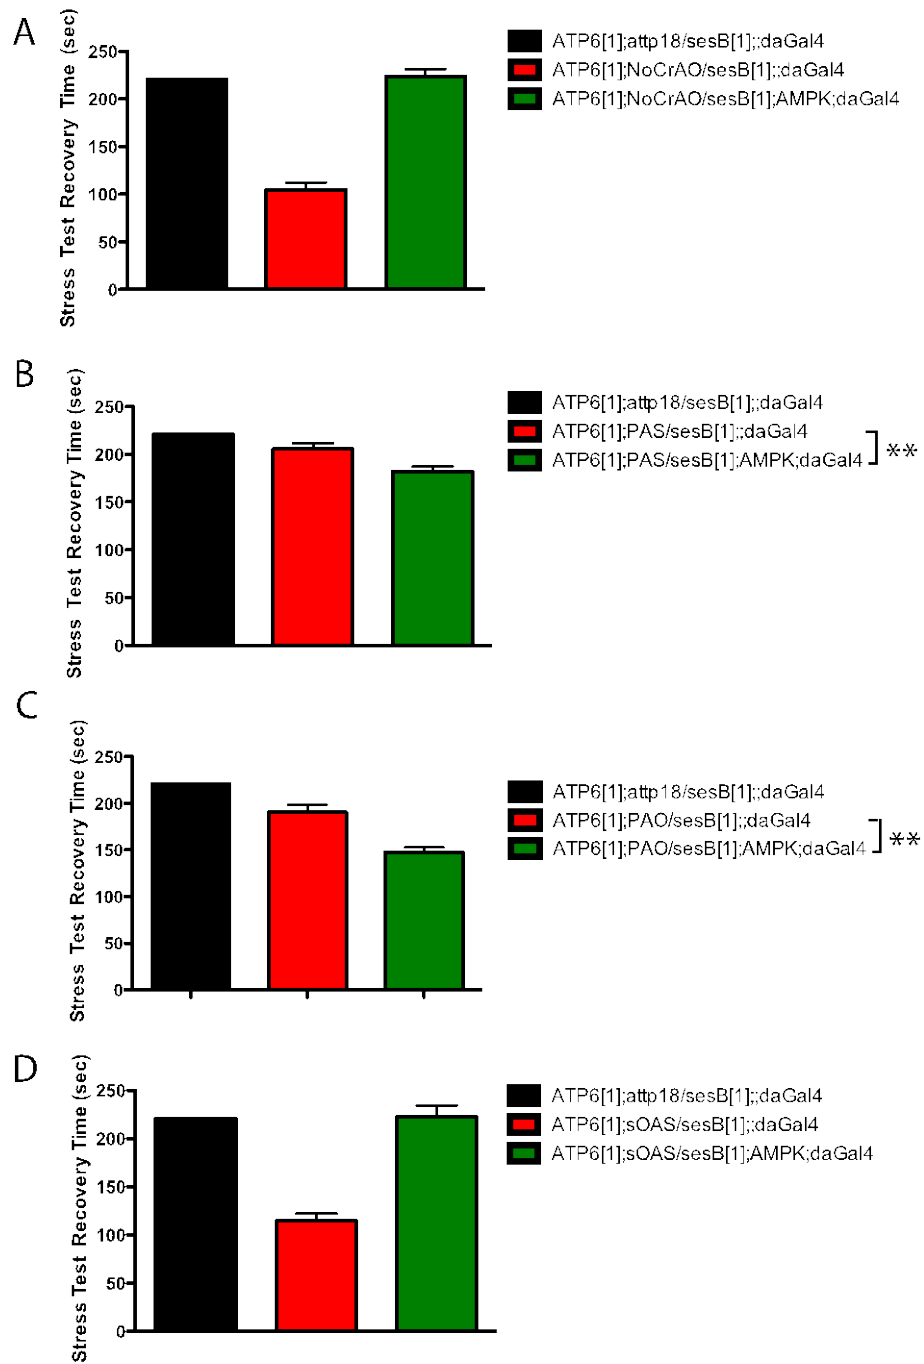 A
Stress Test Recovery Time (sec)
250
200
150
100
50
0
ATP6[1];attp18/sesB[1];;daGal4
ATP6[1];NoCrAO/sesB[1];;daGal4
ATP6[1];NoCrAO/sesB[1];AMPK;daGal4
B
Stress Test Recovery Time (sec)
250
200
150
100
50
0
ATP6[1];attp18/sesB[1];;daGal4
ATP6[1];PAS/sesB[1];;daGal4
ATP6[1];PAS/sesB[1];AMPK;daGal4
**
C
Stress Test Recovery Time (sec)
250
200
150
100
50
0
ATP6[1];attp18/sesB[1];;daGal4
ATP6[1];PAO/sesB[1];;daGal4
ATP6[1];PAO/sesB[1];AMPK;daGal4
**
D
Stress Test Recovery Time (sec)
250
200
150
100
50
0
ATP6[1];attp18/sesB[1];;daGal4
ATP6[1];sOAS/sesB[1];;daGal4
ATP6[1];sOAS/sesB[1];AMPK;daGal4